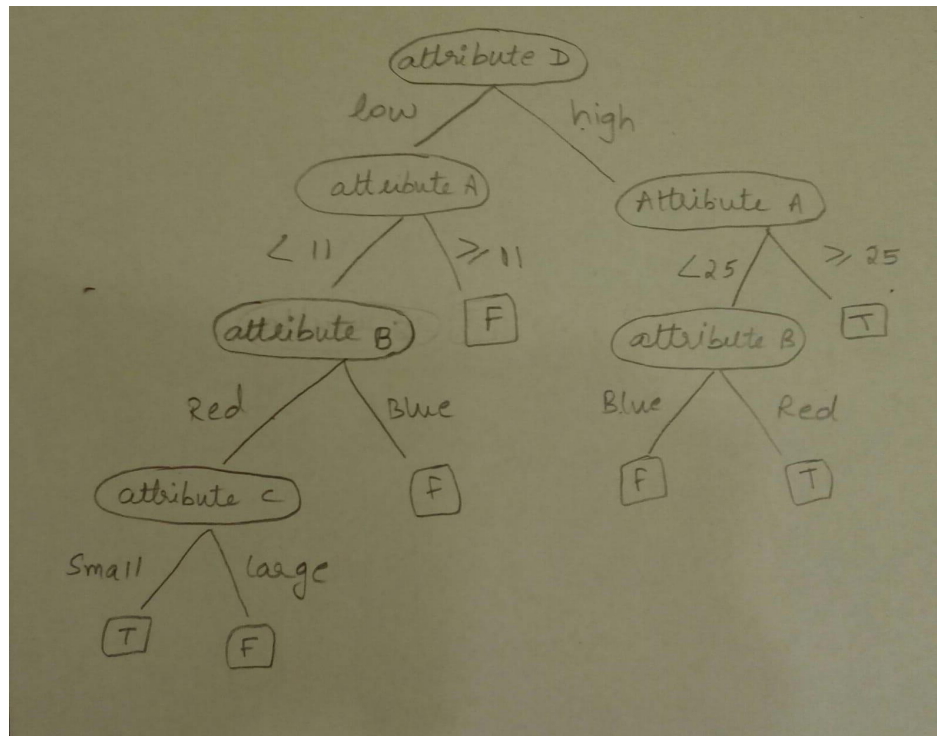 attribute D
low
high
attribute A
Attribute A
< 11
≥ 11
<25
≥ 25
attribute B
F
attribute B
T
Red
Blue
Blue
Red
attribute C
F
F
T
Small
Large
T
F